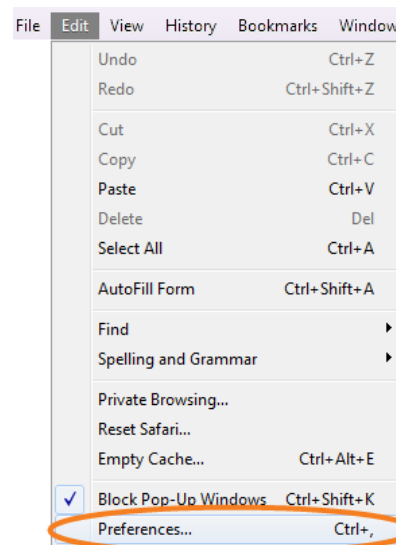 File Edit View History Bookmarks Window
Undo Ctrl+Z
Redo Ctrl+Shift+Z
Cut Ctrl+X
Copy Ctrl+C
Paste Ctrl+V
Delete Del
Select All Ctrl+A
AutoFill Form Ctrl+Shift+A
Find
Spelling and Grammar
Private Browsing...
Reset Safari...
Empty Cache... Ctrl+Alt+E
Block Pop-Up Windows Ctrl+Shift+K
Preferences... Ctrl+,